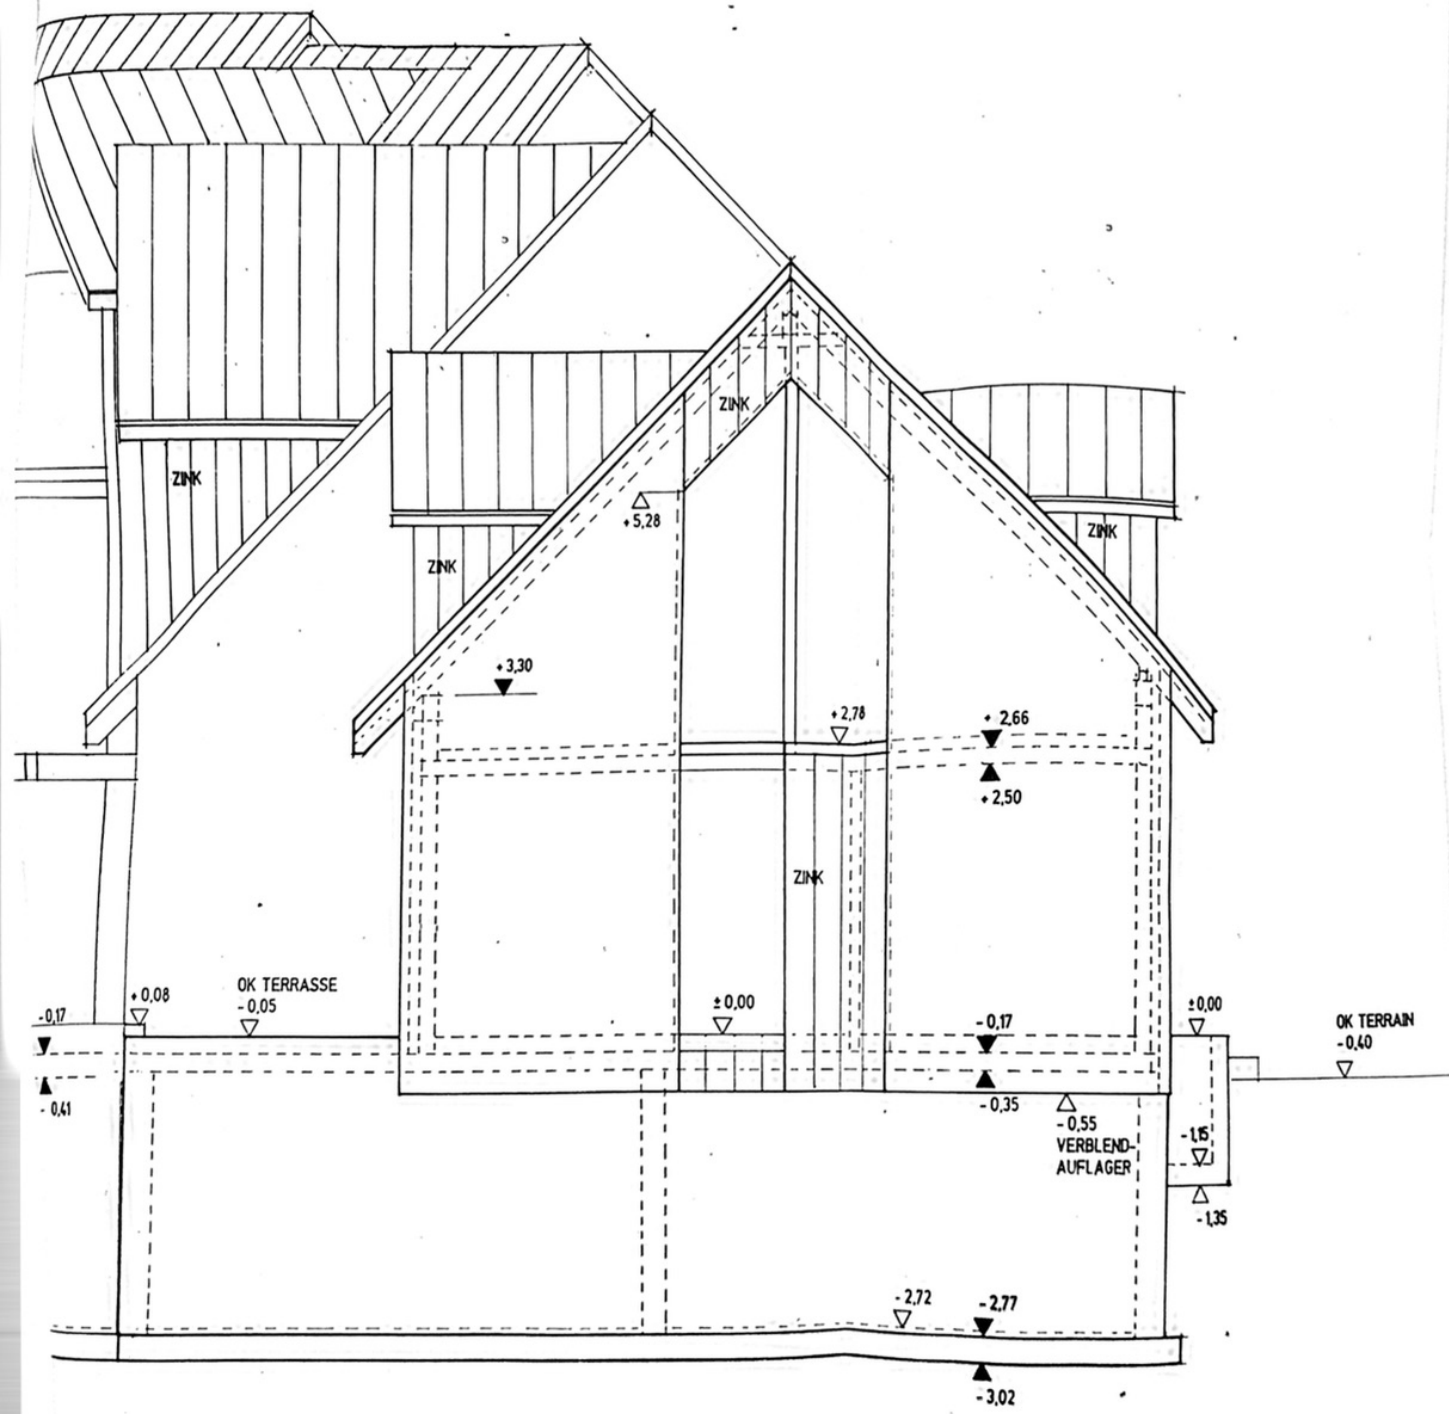 ZINK
ZINK
+5,28
ZINK
ZINK
ZINK
+3,30
+2,78
+2,66
+2,50
ZINK
OK TERRASSE
-0,05
-0,17
+0,08
±0,00
-0,17
±0,00
OK TERRAIN
-0,40
-0,41
-0,35
-0,55
VERBLEND-
AUFLAGER
-1,15
-1,35
-2,72
-2,77
-3,02